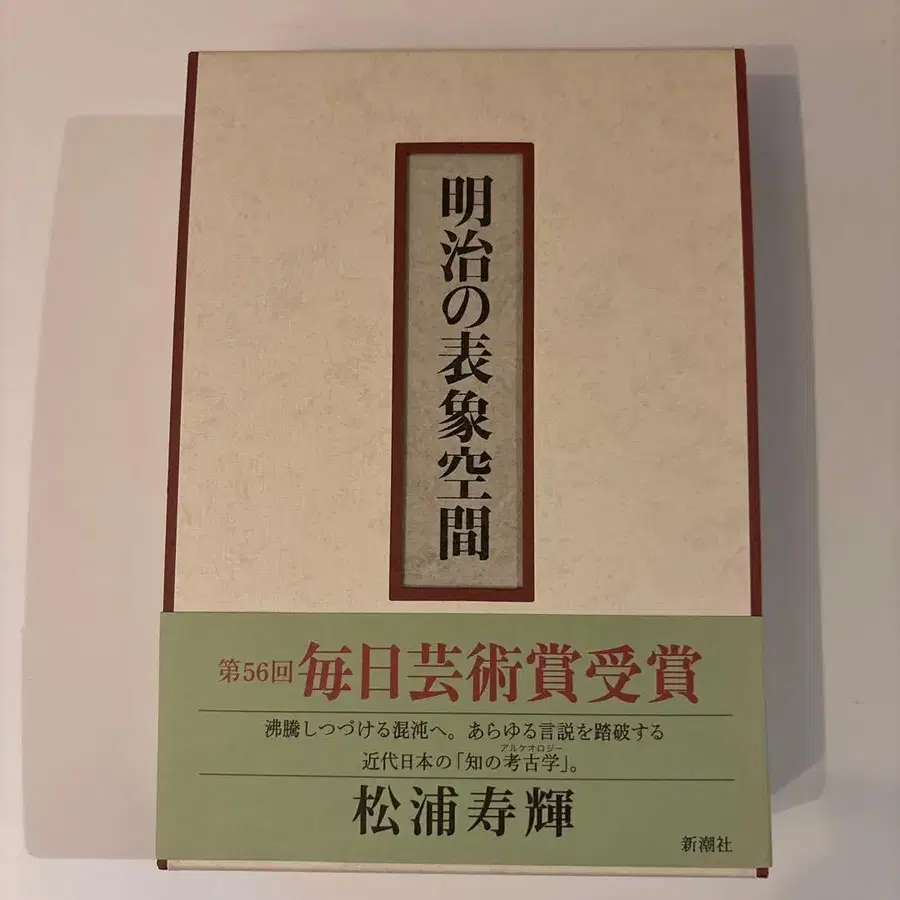 明治の表象空間
第56回 毎日芸術賞受賞
沸騰しつづける混沌へ。あらゆる言説を踏破する
アルケオロジー
近代日本の「知の考古学」。
松浦寿輝
新潮社